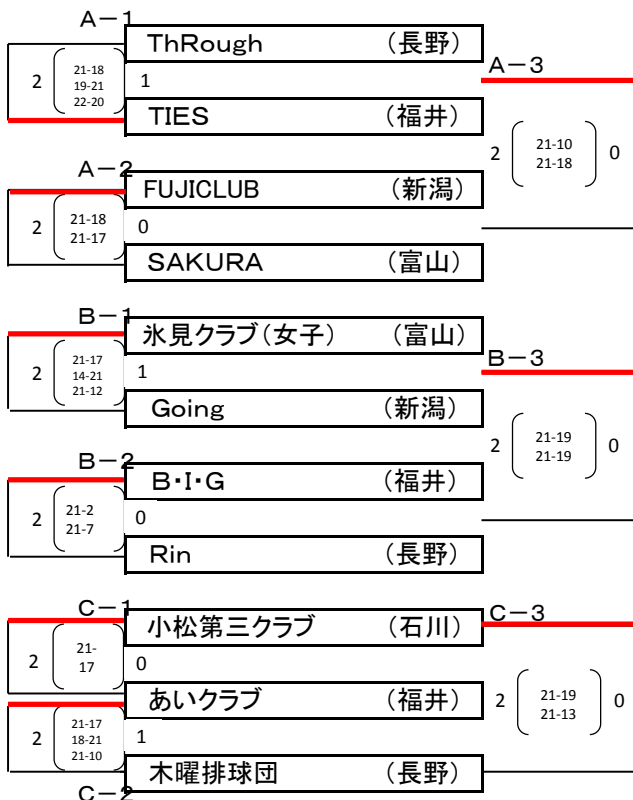 A－1
ThRough （長野）
A－3
2 21-18 1
19-21
22-20
TIES （福井）
2 21-10 0
21-18
A－2
FUJICLUB （新潟）
2 21-18 0
21-17
SAKURA （富山）
B－1
氷見クラブ（女子） （富山）
B－3
2 21-17 1
14-21
21-12
Going （新潟）
2 21-19 0
21-19
B－2
B・I・G （福井）
2 21-2 0
21-7
Rin （長野）
C－1
小松第三クラブ （石川）
C－3
2 21- 0
17
あいクラブ （福井）
2 21-19 0
21-13
2 21-17 1
18-21
21-10
木曜排球団 （長野）
C－2